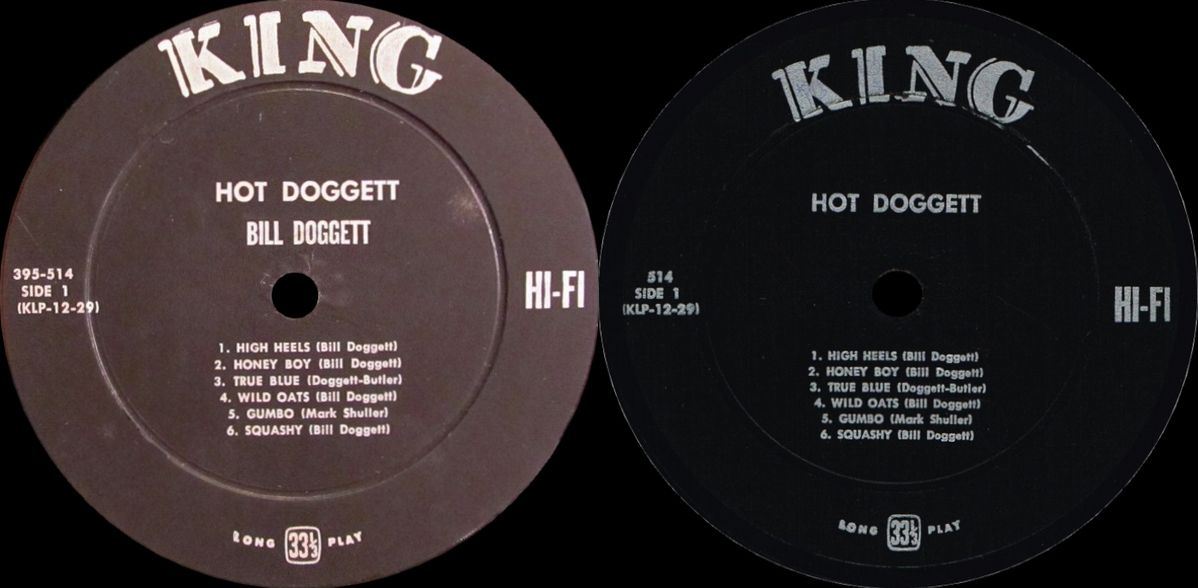 KING
HOT DOGGETT
BILL DOGGETT
395-514
SIDE 1
(KLP-12-29)
HI-FI
1. HIGH HEELS (Bill Doggett)
2. HONEY BOY (Bill Doggett)
3. TRUE BLUE (Doggett-Butler)
4. WILD OATS (Bill Doggett)
5. GUMBO (Mark Shuller)
6. SQUASHY (Bill Doggett)
LONG 33⅓ PLAY
KING
HOT DOGGETT
514
SIDE 1
(KLP-12-29)
HI-FI
1. HIGH HEELS (Bill Doggett)
2. HONEY BOY (Bill Doggett)
3. TRUE BLUE (Doggett-Butler)
4. WILD OATS (Bill Doggett)
5. GUMBO (Mark Shuller)
6. SQUASHY (Bill Doggett)
LONG 33⅓ PLAY